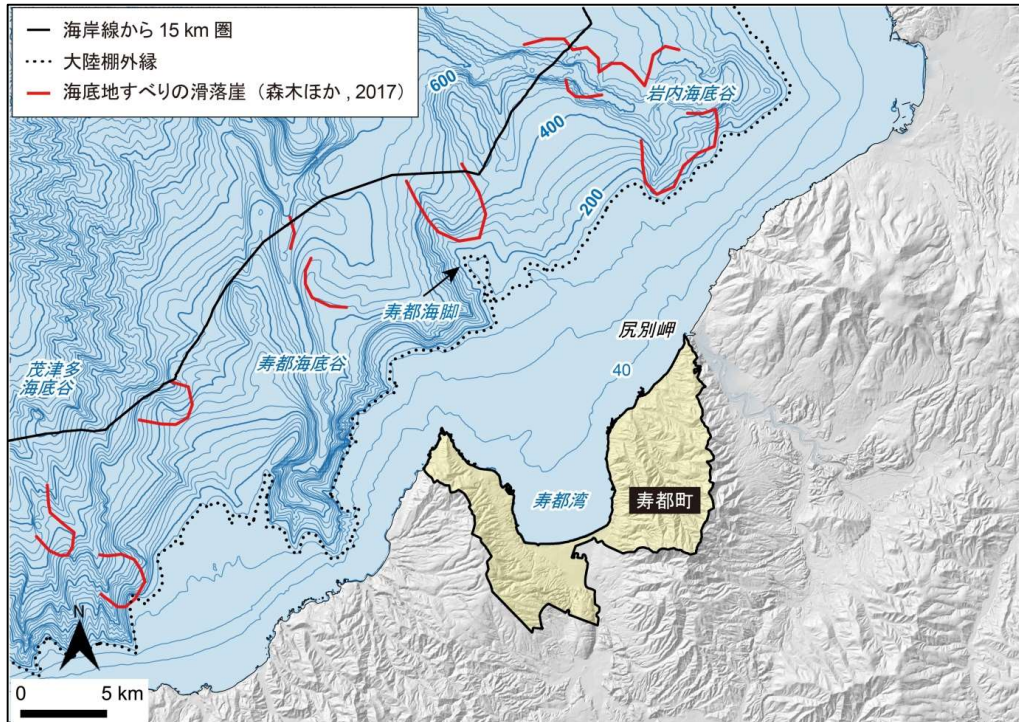 海岸線から 15 km 圏
大陸棚外縁
海底地すべりの滑落崖（森木ほか , 2017）
600
岩内海底谷
400
200
寿都海脚
尻別岬
寿都海底谷
40
茂津多
海底谷
寿都湾
寿都町
N
0 5 km